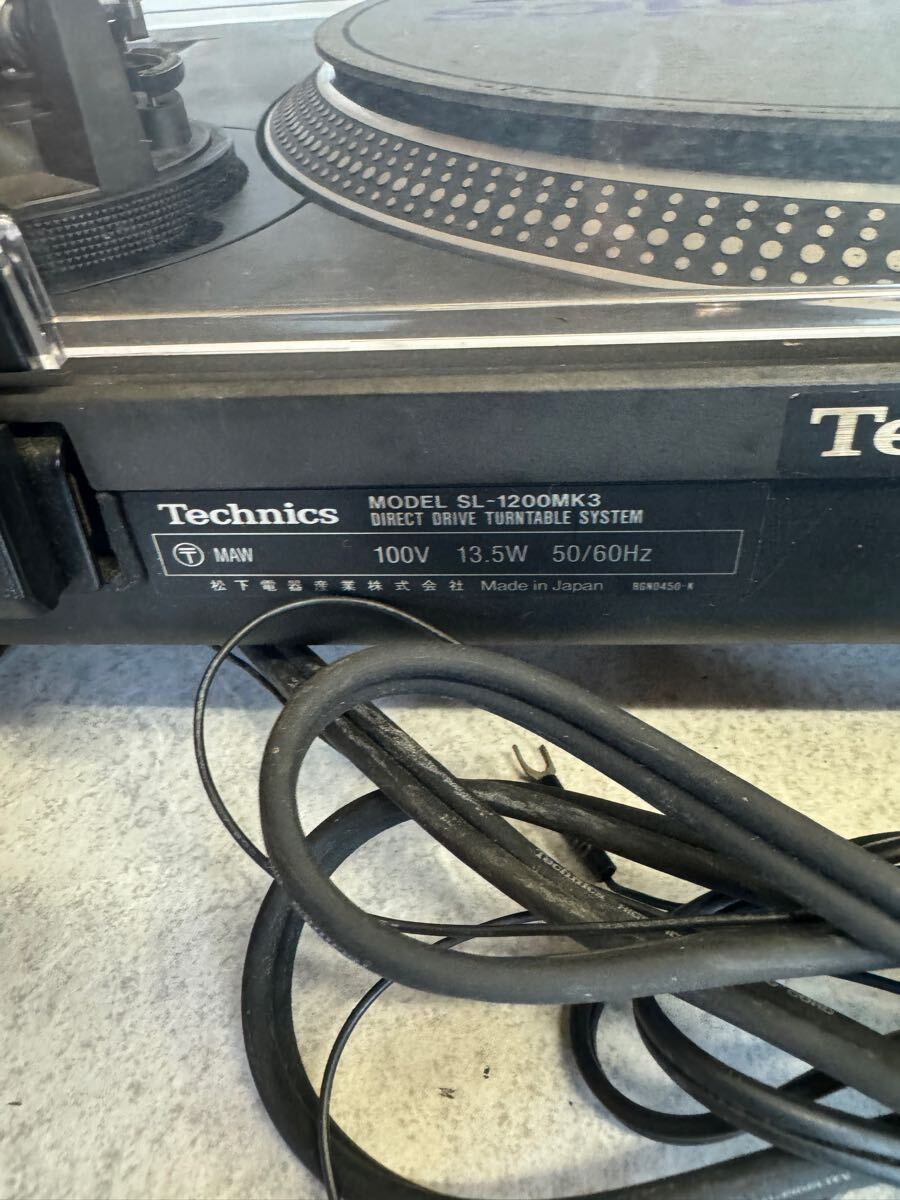 Te
Technics MODEL SL-1200MK3
DIRECT DRIVE TURNTABLE SYSTEM
T MAW 100V 13.5W 50/60Hz
松下電器産業株式会社 Made in Japan RGN0450-K
Technics